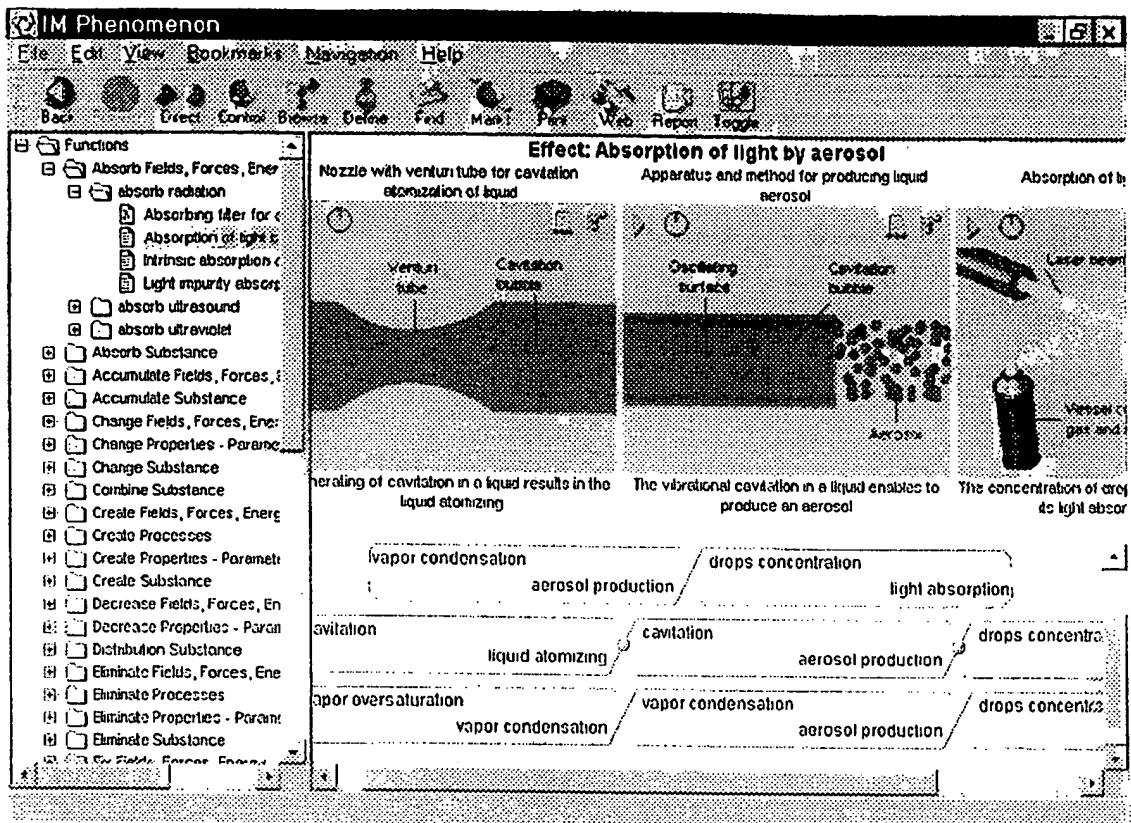 IM Phenomenon
File Edit View Bookmarks Navigation Help
Back Direct Control Browse Define Find Mark Print Web Report Toggle
Functions
Absorb Fields, Forces, Ener
absorb radiation
Absorbing filter for
Absorption of light
Intrinsic absorption
Light impurity absorp
absorb ultrasound
absorb ultraviolet
Absorb Substance
Accumulate Fields, Forces,
Accumulate Substance
Change Fields, Forces, Ener
Change Properties - Parame
Change Substance
Combine Substance
Create Fields, Forces, Energ
Create Processes
Create Properties - Paramet
Create Substance
Decrease Fields, Forces, En
Decrease Properties - Param
Distribution Substance
Eliminate Fields, Forces, Ene
Eliminate Processes
Eliminate Properties - Parame
Eliminate Substance
Effect: Absorption of light by aerosol
Nozzle with venturi tube for cavitation
atomization of liquid
Venturi
tube
Cavitation
bubble
nerating of cavitation in a liquid results in the
liquid atomizing
Apparatus and method for producing liquid
aerosol
Oscillating
surface
Cavitation
bubble
Aerosol
The vibrational cavitation in a liquid enables to
produce an aerosol
Absorption of
Laser beam
Vessel
gas and
The concentration of drop
its light absor
vapor condensation
aerosol production
drops concentration
light absorption
avitation
liquid atomizing
cavitation
aerosol production
drops concentra
apor oversaturation
vapor condensation
vapor condensation
aerosol production
drops concentra